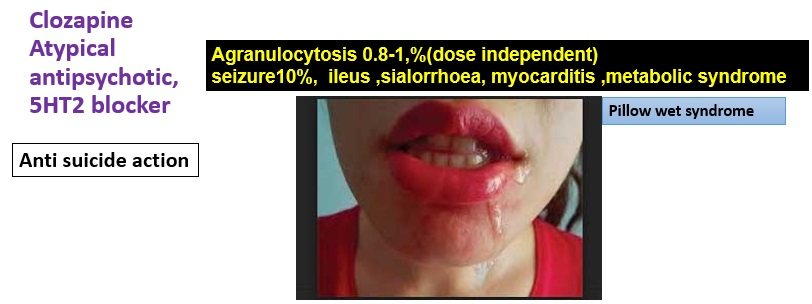 Clozapine
Atypical
antipsychotic,
5HT2 blocker
Agranulocytosis 0.8-1,%(dose independent)
seizure10%,  ileus ,sialorrhoea, myocarditis ,metabolic syndrome
Pillow wet syndrome
Anti suicide action